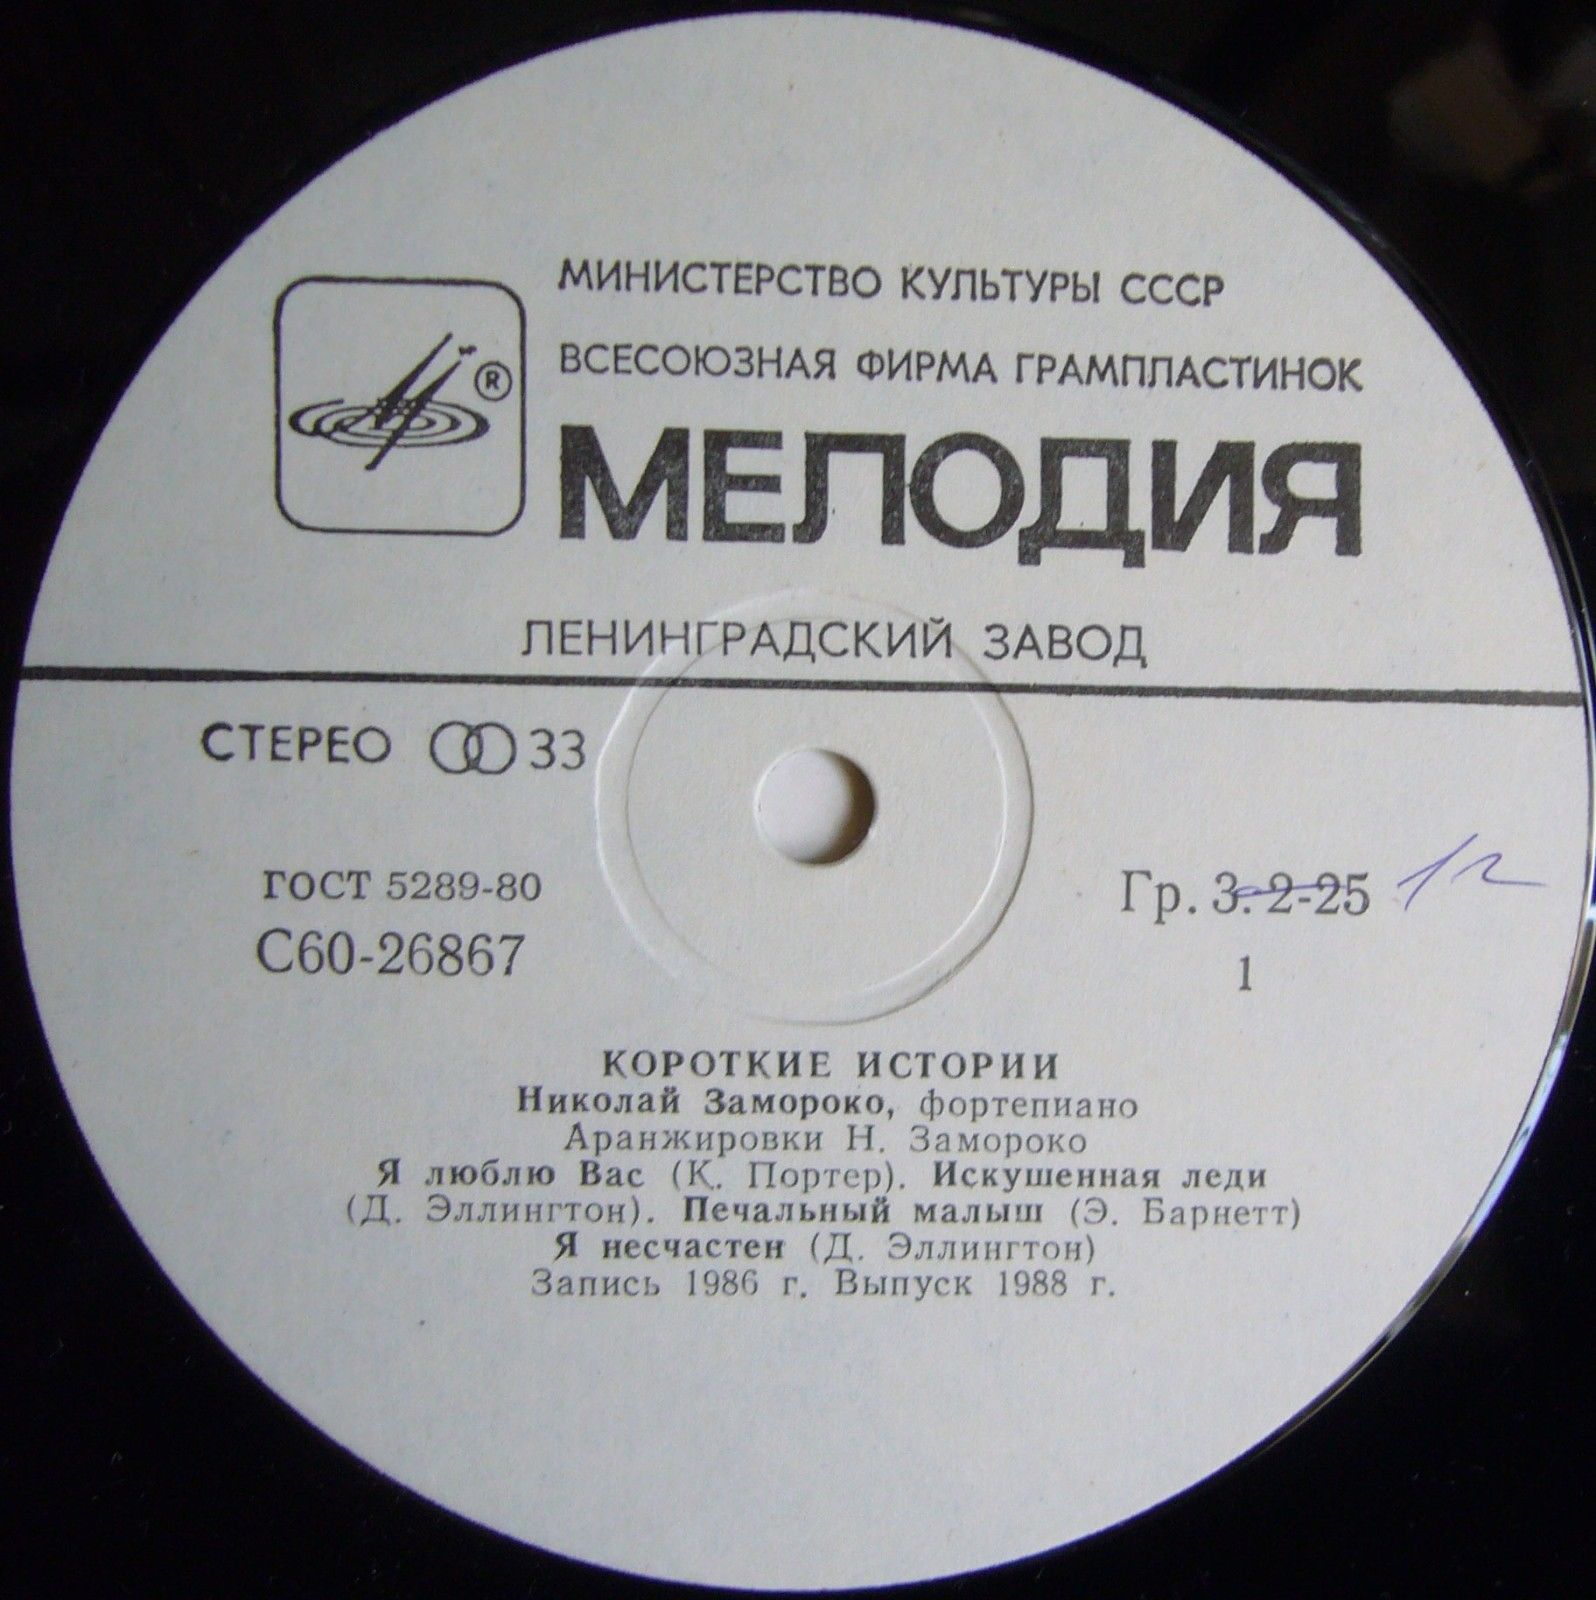 МИНИСТЕРСТВО КУЛЬТУРЫ СССР
ВСЕСОЮЗНАЯ ФИРМА ГРАМПЛАСТИНОК
®
МЕЛОДИЯ
ЛЕНИНГРАДСКИЙ ЗАВОД
СТЕРЕО 33
ГОСТ 5289-80
С60-26867
Гр. 3.2-25
1
КОРОТКИЕ ИСТОРИИ
Николай Замороко, фортепиано
Аранжировки Н. Замороко
Я люблю Вас (К. Портер). Искушенная леди
(Д. Эллингтон). Печальный малыш (Э. Барнетт)
Я несчастен (Д. Эллингтон)
Запись 1986 г. Выпуск 1988 г.